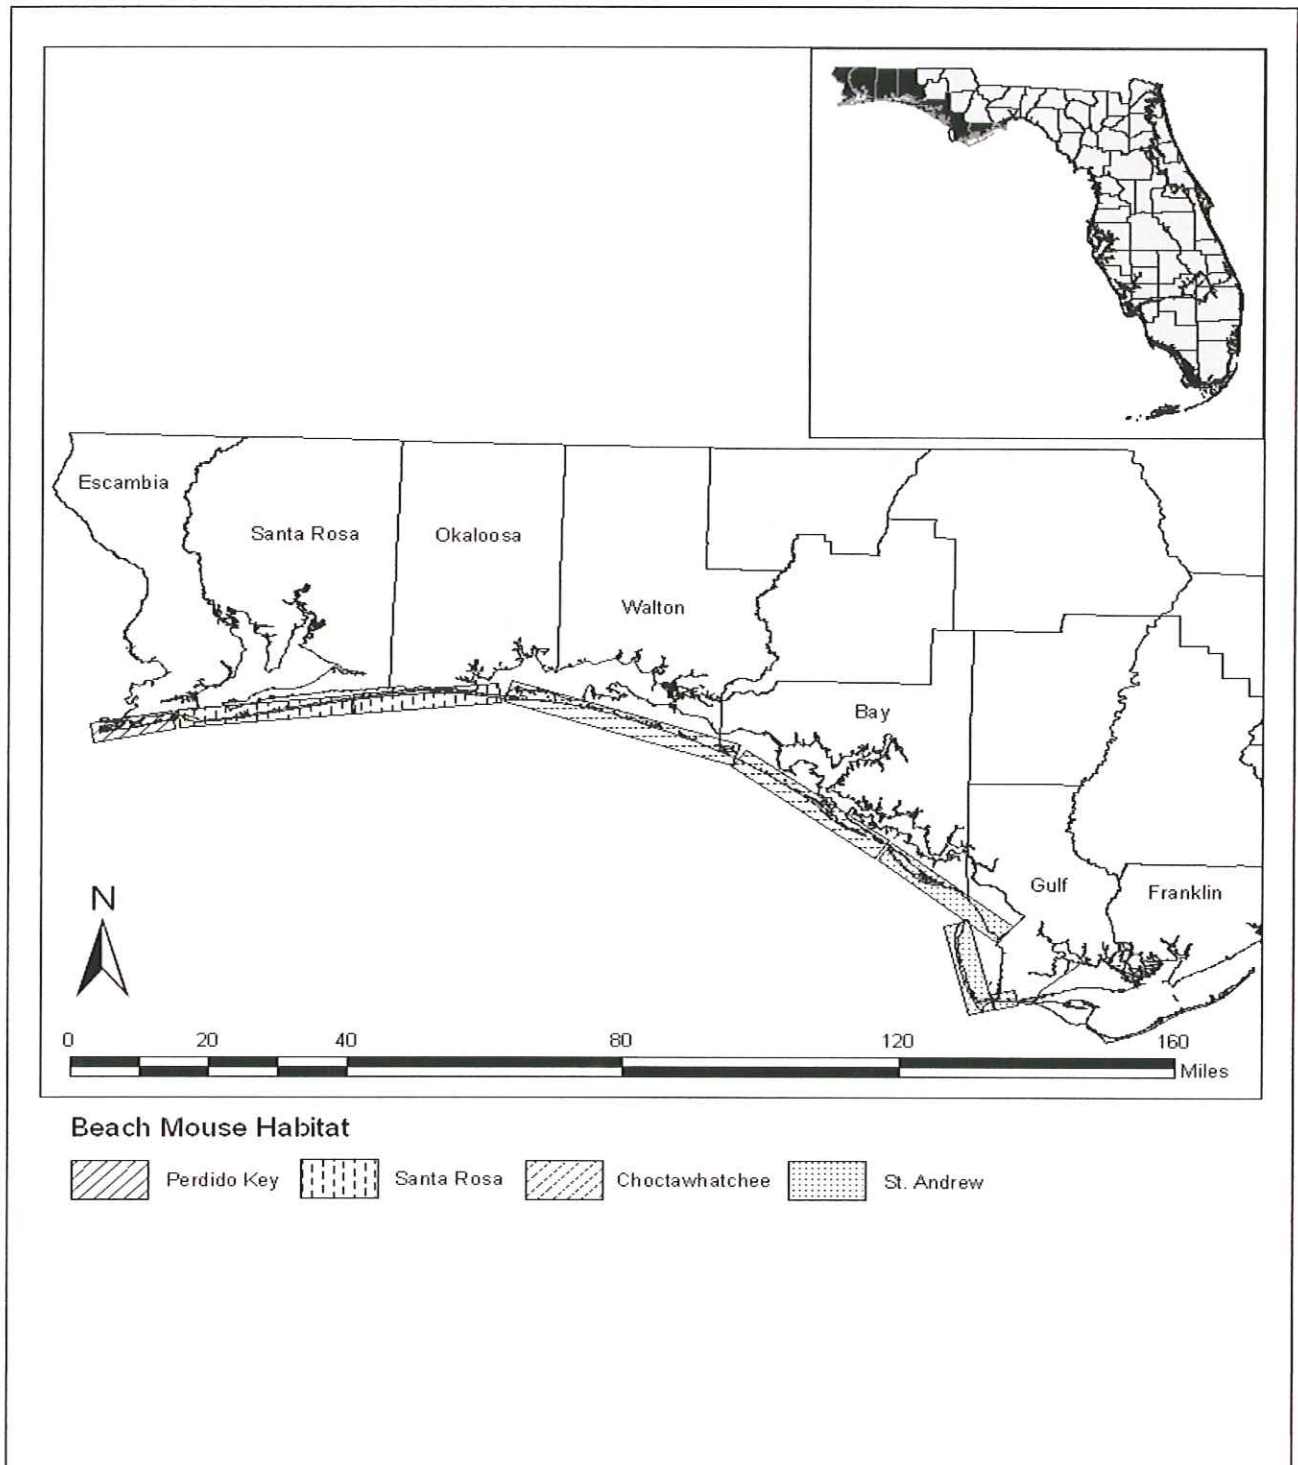 Escambia
Santa Rosa
Okaloosa
Walton
Bay
Gulf
Franklin
N
0 20 40 80 120 160
Miles
Beach Mouse Habitat
Perdido Key Santa Rosa Choctawhatchee St. Andrew